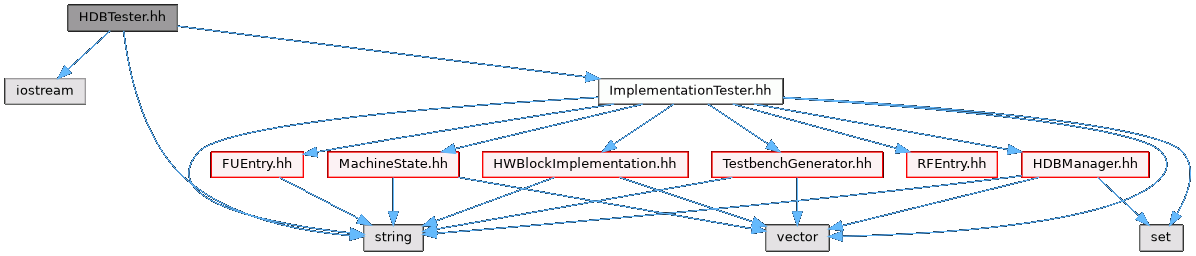 HDBTester.hh
iostream
ImplementationTester.hh
FUEntry.hh
MachineState.hh
HWBlockImplementation.hh
TestbenchGenerator.hh
RFEntry.hh
HDBManager.hh
string
vector
set